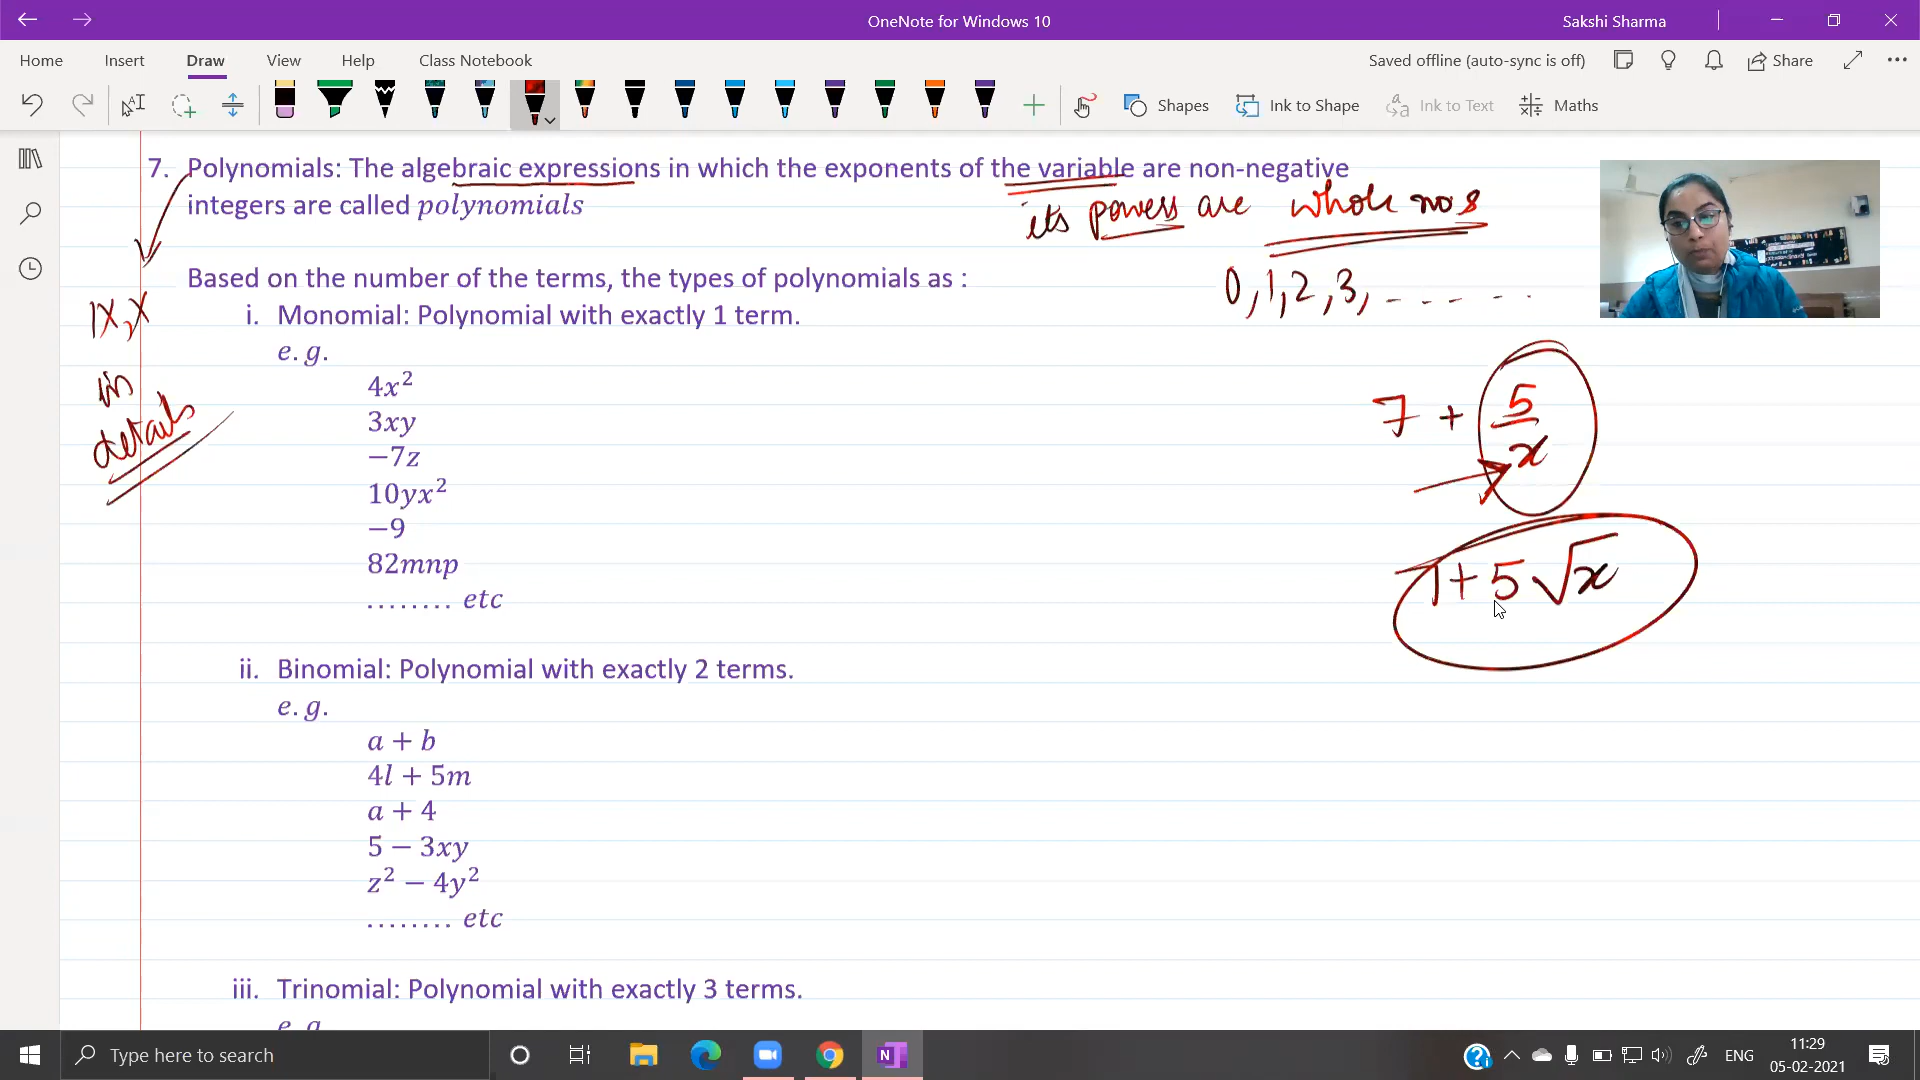 OneNote for Windows 10
Sakshi Sharma
Home Insert Draw View Help Class Notebook
Saved offline (auto-sync is off) Share
Shapes Ink to Shape Ink to Text Maths
7. Polynomials: The algebraic expressions in which the exponents of the variable are non-negative
integers are called polynomials
its powers are whole nos
0, 1, 2, 3, - - - - - -
Based on the number of the terms, the types of polynomials as :
IX, X
in
details
i. Monomial: Polynomial with exactly 1 term.
e. g.
4x²
3xy
−7z
10yx²
−9
82mnp
........ etc
7 + 5/x
1 + 5√x
ii. Binomial: Polynomial with exactly 2 terms.
e. g.
a + b
4l + 5m
a + 4
5 − 3xy
z² − 4y²
........ etc
iii. Trinomial: Polynomial with exactly 3 terms.
e. g
Type here to search
N
ENG
11:29
05-02-2021